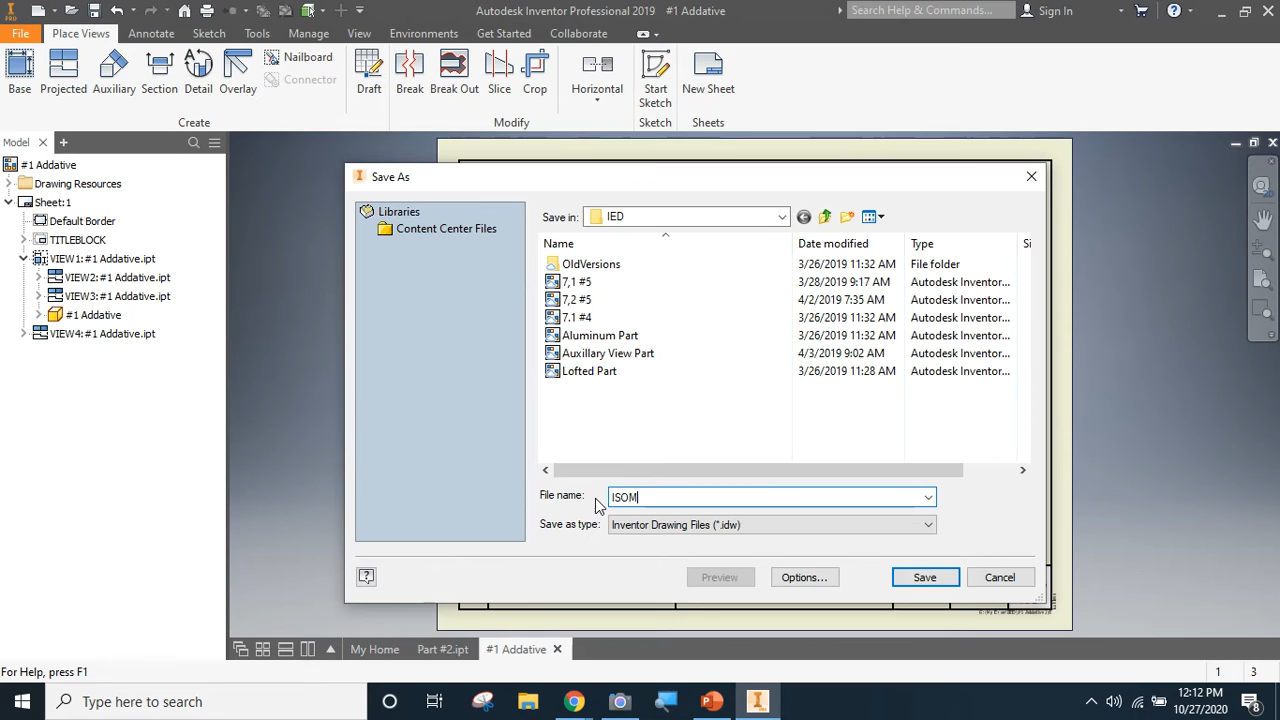 PRO
Autodesk Inventor Professional 2019 #1 Additive
Search Help & Commands...
Sign In
File
Place Views
Annotate
Sketch
Tools
Manage
View
Environments
Get Started
Collaborate
Base
Projected
Auxiliary
Section
Detail
Overlay
Nailboard
Connector
Draft
Break
Break Out
Slice
Crop
Horizontal
Start Sketch
New Sheet
Create
Modify
Sketch
Sheets
Model
#1 Addative
Drawing Resources
Sheet:1
Default Border
TITLEBLOCK
VIEW1:#1 Addative.ipt
VIEW2:#1 Addative.ipt
VIEW3:#1 Addative.ipt
#1 Addative
VIEW4:#1 Addative.ipt
Save As
Libraries
Content Center Files
Save in: IED
Name Date modified Type Si
OldVersions 3/26/2019 11:32 AM File folder
7,1 #5 3/28/2019 9:17 AM Autodesk Inventor...
7,2 #5 4/2/2019 7:35 AM Autodesk Inventor...
7.1 #4 3/26/2019 11:32 AM Autodesk Inventor...
Aluminum Part 3/26/2019 11:32 AM Autodesk Inventor...
Auxillary View Part 4/3/2019 9:02 AM Autodesk Inventor...
Lofted Part 3/26/2019 11:28 AM Autodesk Inventor...
File name: ISOM
Save as type: Inventor Drawing Files (*.idw)
Preview
Options...
Save
Cancel
My Home
Part #2.ipt
#1 Addative
For Help, press F1
1 3
Type here to search
12:12 PM
10/27/2020
8